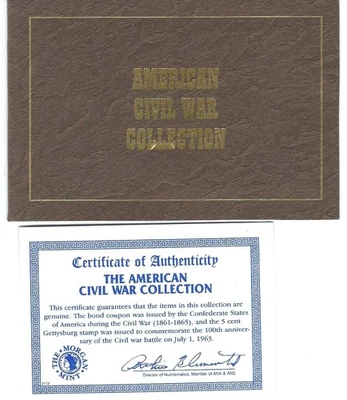 AMERICAN
CIVIL WAR
COLLECTION
Certificate of Authenticity
THE AMERICAN
CIVIL WAR COLLECTION
This certificate guarantees that the items in this collection are
genuine. The bond coupon was issued by the Confederate States
of America during the Civil War (1861-1865), and the 5 cent
Gettysburg stamp was issued to commemorate the 100th anniver-
sary of the Civil war battle on July 1, 1963.
THE MORGAN MINT
Director of Numismatics, Member of ANA & ANS